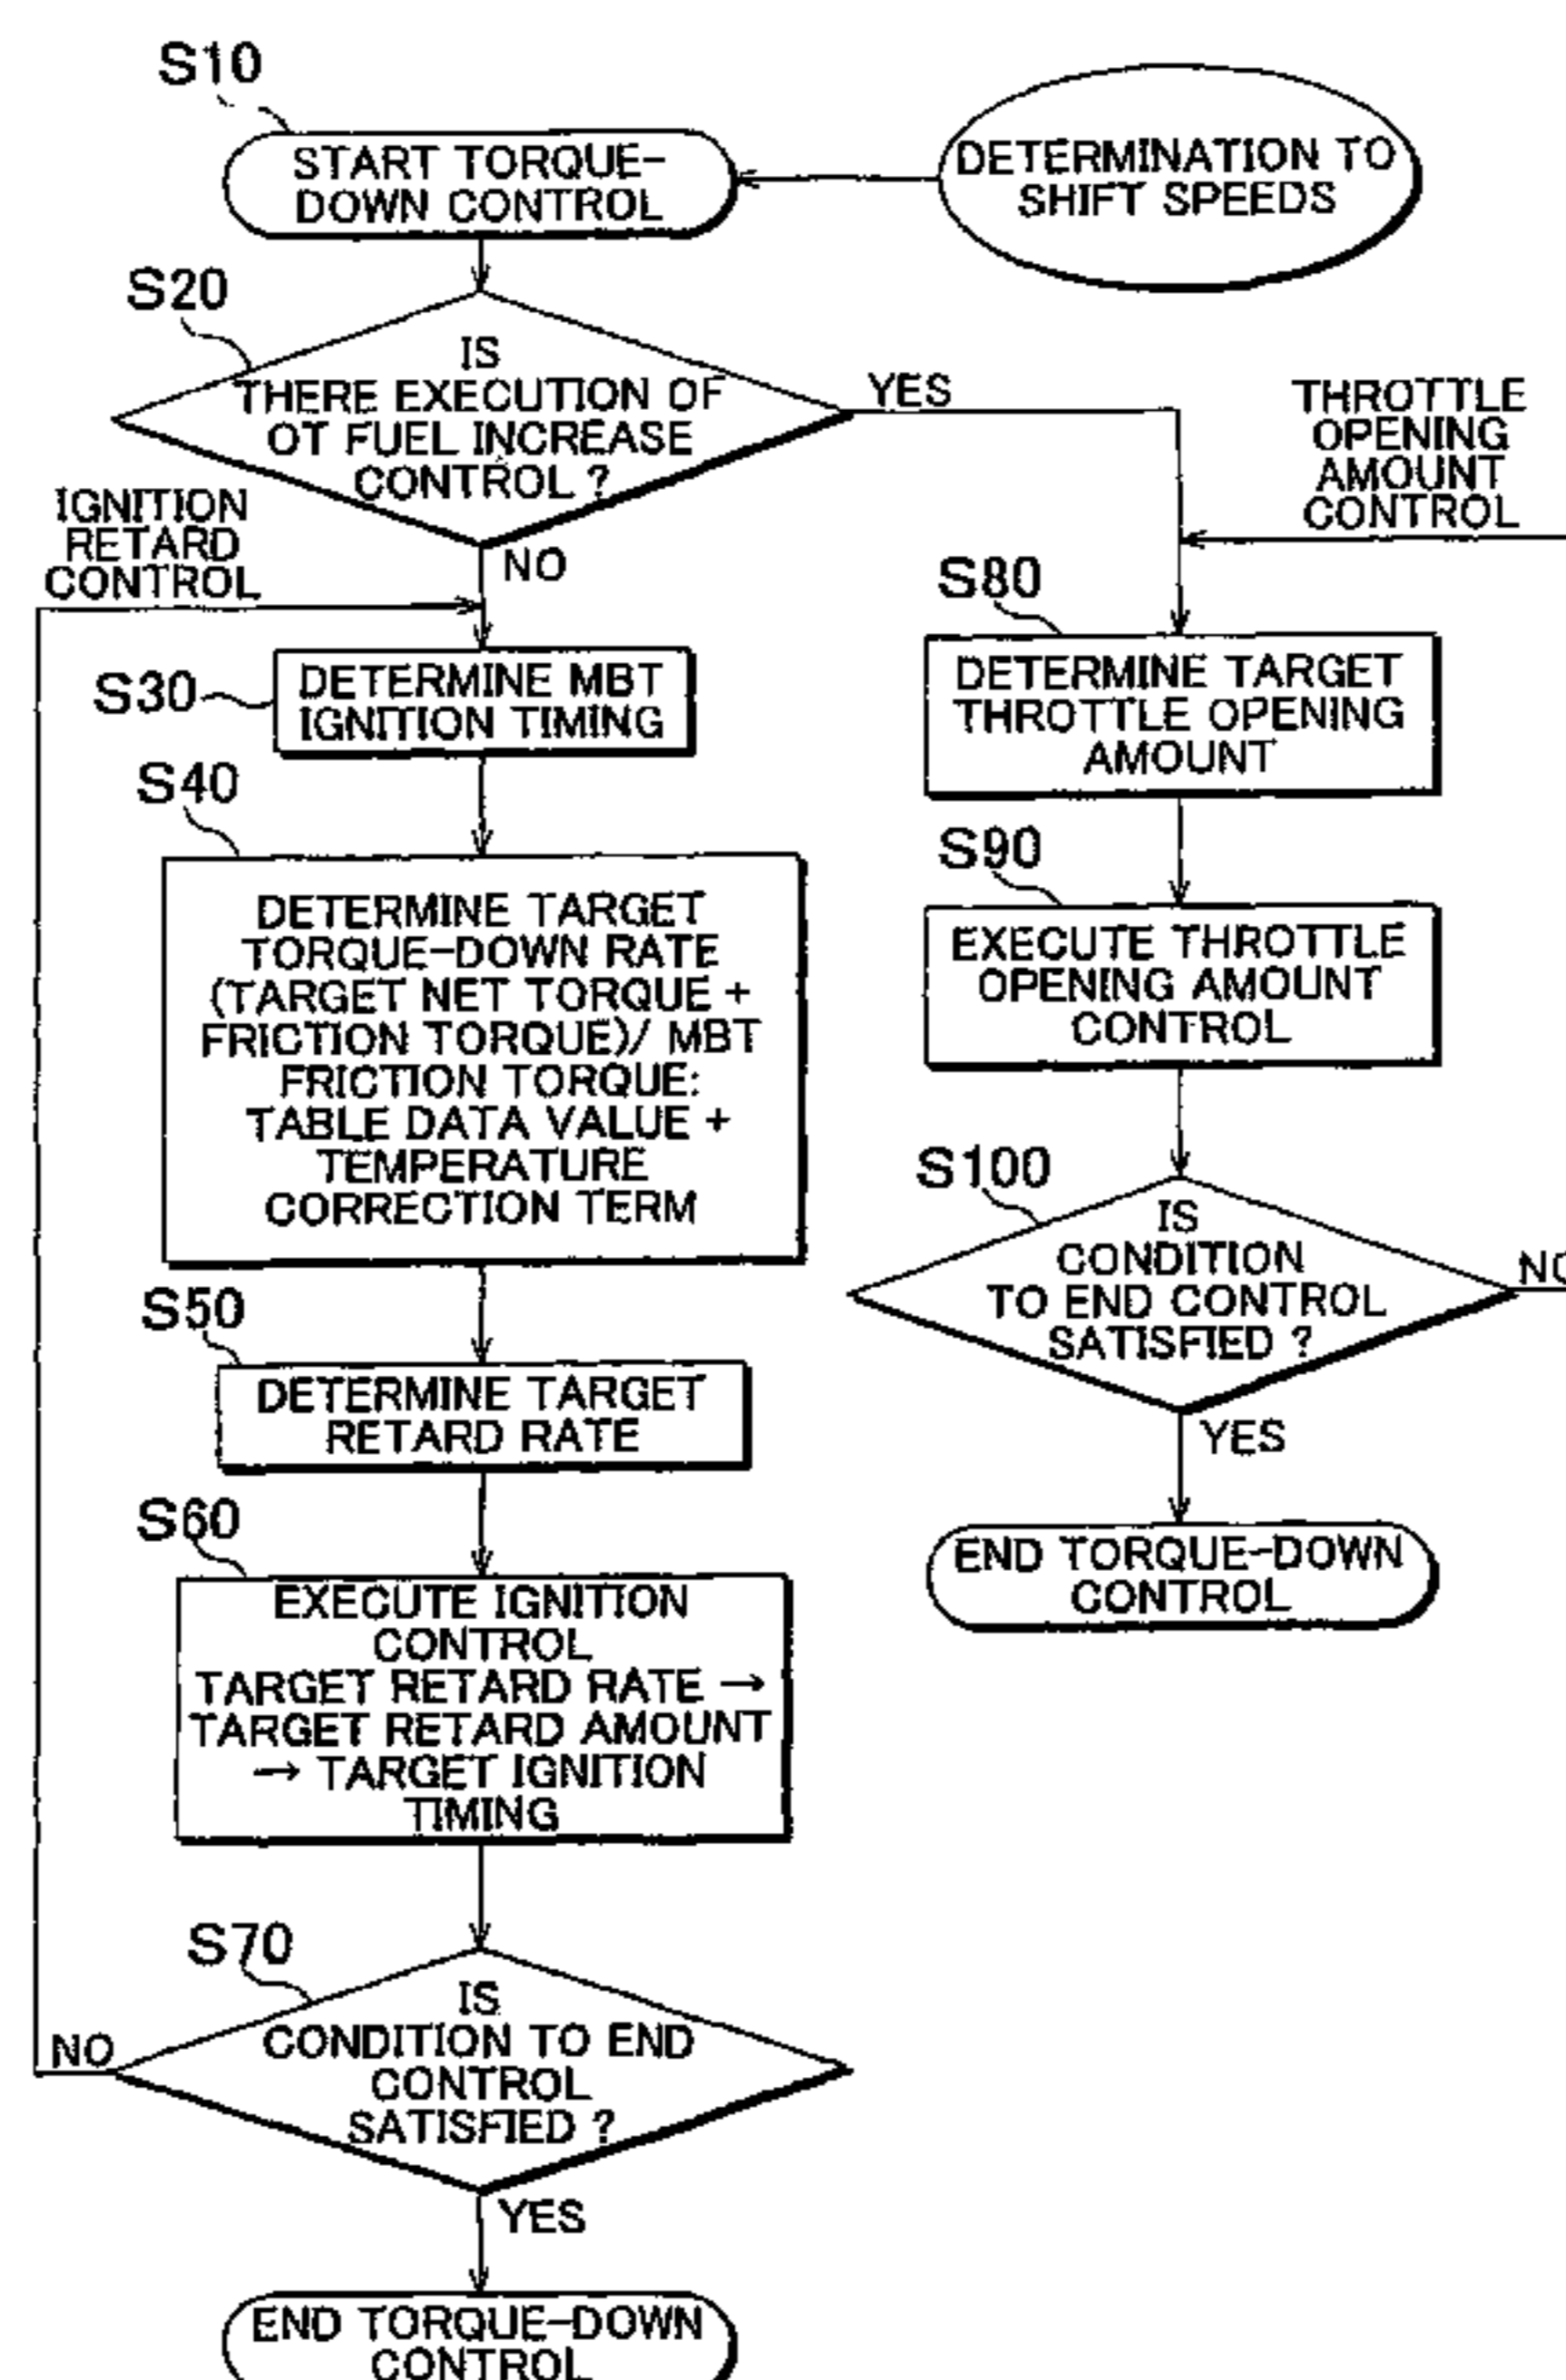 S10
START TORQUE-
DOWN CONTROL
DETERMINATION TO
SHIFT SPEEDS
S20
IS
THERE EXECUTION OF
OT FUEL INCREASE
CONTROL ?
YES
NO
THROTTLE
OPENING
AMOUNT
CONTROL
IGNITION
RETARD
CONTROL
S30
DETERMINE MBT
IGNITION TIMING
S40
DETERMINE TARGET
TORQUE-DOWN RATE
(TARGET NET TORQUE +
FRICTION TORQUE)/ MBT
FRICTION TORQUE:
TABLE DATA VALUE +
TEMPERATURE
CORRECTION TERM
S50
DETERMINE TARGET
RETARD RATE
S60
EXECUTE IGNITION
CONTROL
TARGET RETARD RATE →
TARGET RETARD AMOUNT
→ TARGET IGNITION
TIMING
S70
IS
CONDITION TO END
CONTROL
SATISFIED ?
NO
YES
END TORQUE-DOWN
CONTROL
S80
DETERMINE TARGET
THROTTLE OPENING
AMOUNT
S90
EXECUTE THROTTLE
OPENING AMOUNT
CONTROL
S100
IS
CONDITION
TO END CONTROL
SATISFIED ?
NO
YES
END TORQUE-DOWN
CONTROL